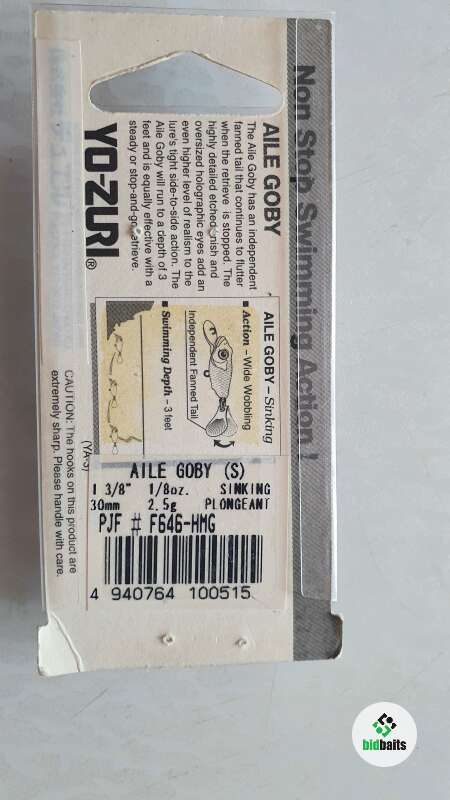 Non Stop Swimming Action !
AILE GOBY
The Aile Goby has an independent
fanned tail that continues to flutter
when the retrieve is stopped. The
highly detailed etched finish and
oversized holographic eyes add an
even higher level of realism to the
lure's tight side-to-side action. The
Aile Goby will run to a depth of 3
feet and is equally effective with a
steady or stop-and-go retrieve.
YO-ZURI®
AILE GOBY – Sinking
Action – Wide Wobbling
Independent Fanned Tail
Swimming Depth – 3 feet
CAUTION: The hooks on this product are
extremely sharp. Please handle with care.
AILE GOBY (S)
1 3/8" 1/8oz. SINKING
30mm 2.5g PLONGEANT
PJF # F646-HMG
4 940764 100515
bidbaits